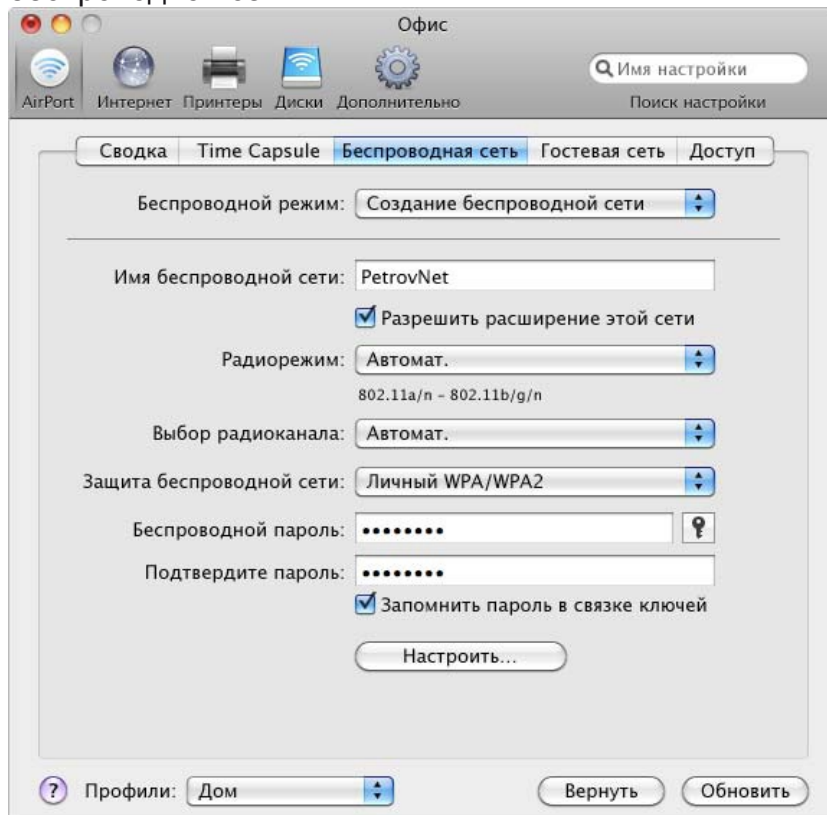 Офис
Имя настройки
AirPort Интернет Принтеры Диски Дополнительно Поиск настройки
Сводка Time Capsule Беспроводная сеть Гостевая сеть Доступ
Беспроводной режим: Создание беспроводной сети
Имя беспроводной сети: PetrovNet
Разрешить расширение этой сети
Радиорежим: Автомат.
802.11a/n – 802.11b/g/n
Выбор радиоканала: Автомат.
Защита беспроводной сети: Личный WPA/WPA2
Беспроводной пароль: ••••••••
Подтвердите пароль: ••••••••
Запомнить пароль в связке ключей
Настроить...
? Профили: Дом Вернуть Обновить